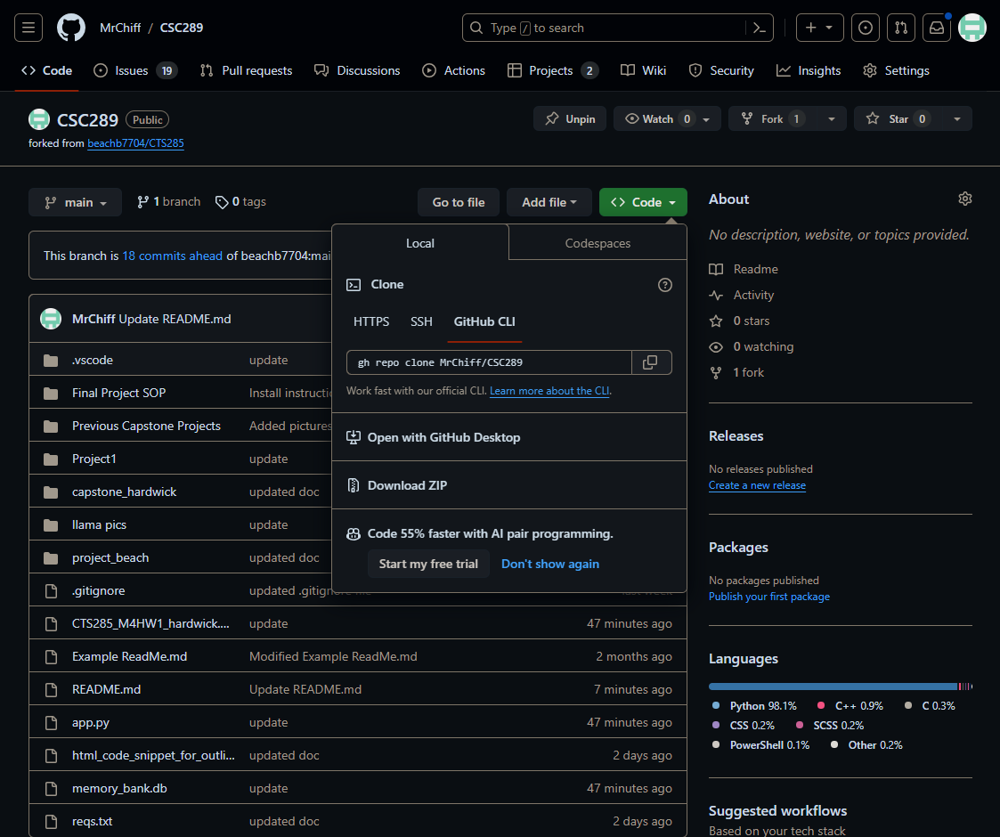 MrChiff / CSC289
Type / to search
Code Issues 19 Pull requests Discussions Actions Projects 2 Wiki Security Insights Settings
CSC289 Public
Unpin Watch 0 Fork 1 Star 0
forked from beachb7704/CTS285
main 1 branch 0 tags Go to file Add file Code
This branch is 18 commits ahead of beachb7704:mai
MrChiff Update README.md
.vscode update
Final Project SOP Install instructi
Previous Capstone Projects Added pictures
Project1 update
capstone_hardwick updated doc
llama pics update
project_beach updated doc
.gitignore updated .gitignore file last week
CTS285_M4HW1_hardwick.... update 47 minutes ago
Example ReadMe.md Modified Example ReadMe.md 2 months ago
README.md Update README.md 7 minutes ago
app.py update 47 minutes ago
html_code_snippet_for_outli... updated doc 2 days ago
memory_bank.db update 47 minutes ago
reqs.txt updated doc 2 days ago
Local Codespaces
Clone
HTTPS SSH GitHub CLI
gh repo clone MrChiff/CSC289
Work fast with our official CLI. Learn more about the CLI.
Open with GitHub Desktop
Download ZIP
Code 55% faster with AI pair programming.
Start my free trial Don't show again
About
No description, website, or topics provided.
Readme
Activity
0 stars
0 watching
1 fork
Releases
No releases published
Create a new release
Packages
No packages published
Publish your first package
Languages
Python 98.1% C++ 0.9% C 0.3%
CSS 0.2% SCSS 0.2%
PowerShell 0.1% Other 0.2%
Suggested workflows
Based on your tech stack